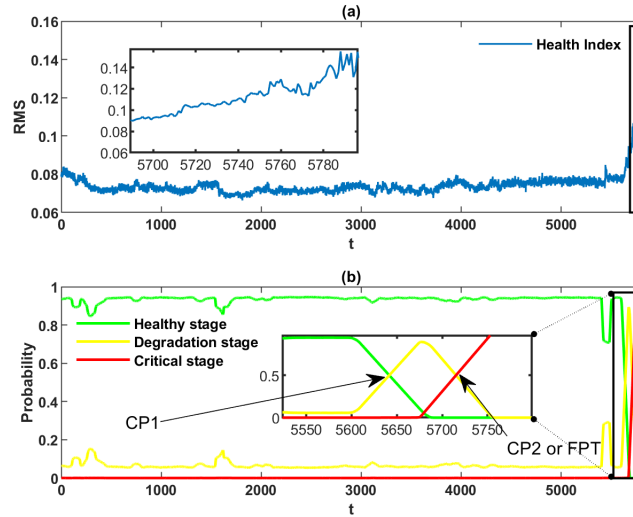 (a)
0.16
0.14
0.12
0.1
0.08
0.06
RMS
Health Index
0.14
0.12
0.1
0.08
0.06
5700 5720 5740 5760 5780
0 1000 2000 3000 4000 5000
t
(b)
1
0.8
0.6
0.4
0.2
0
Probability
Healthy stage
Degradation stage
Critical stage
0.5
0
5550 5600 5650 5700 5750
CP1
CP2 or FPT
0 1000 2000 3000 4000 5000
t